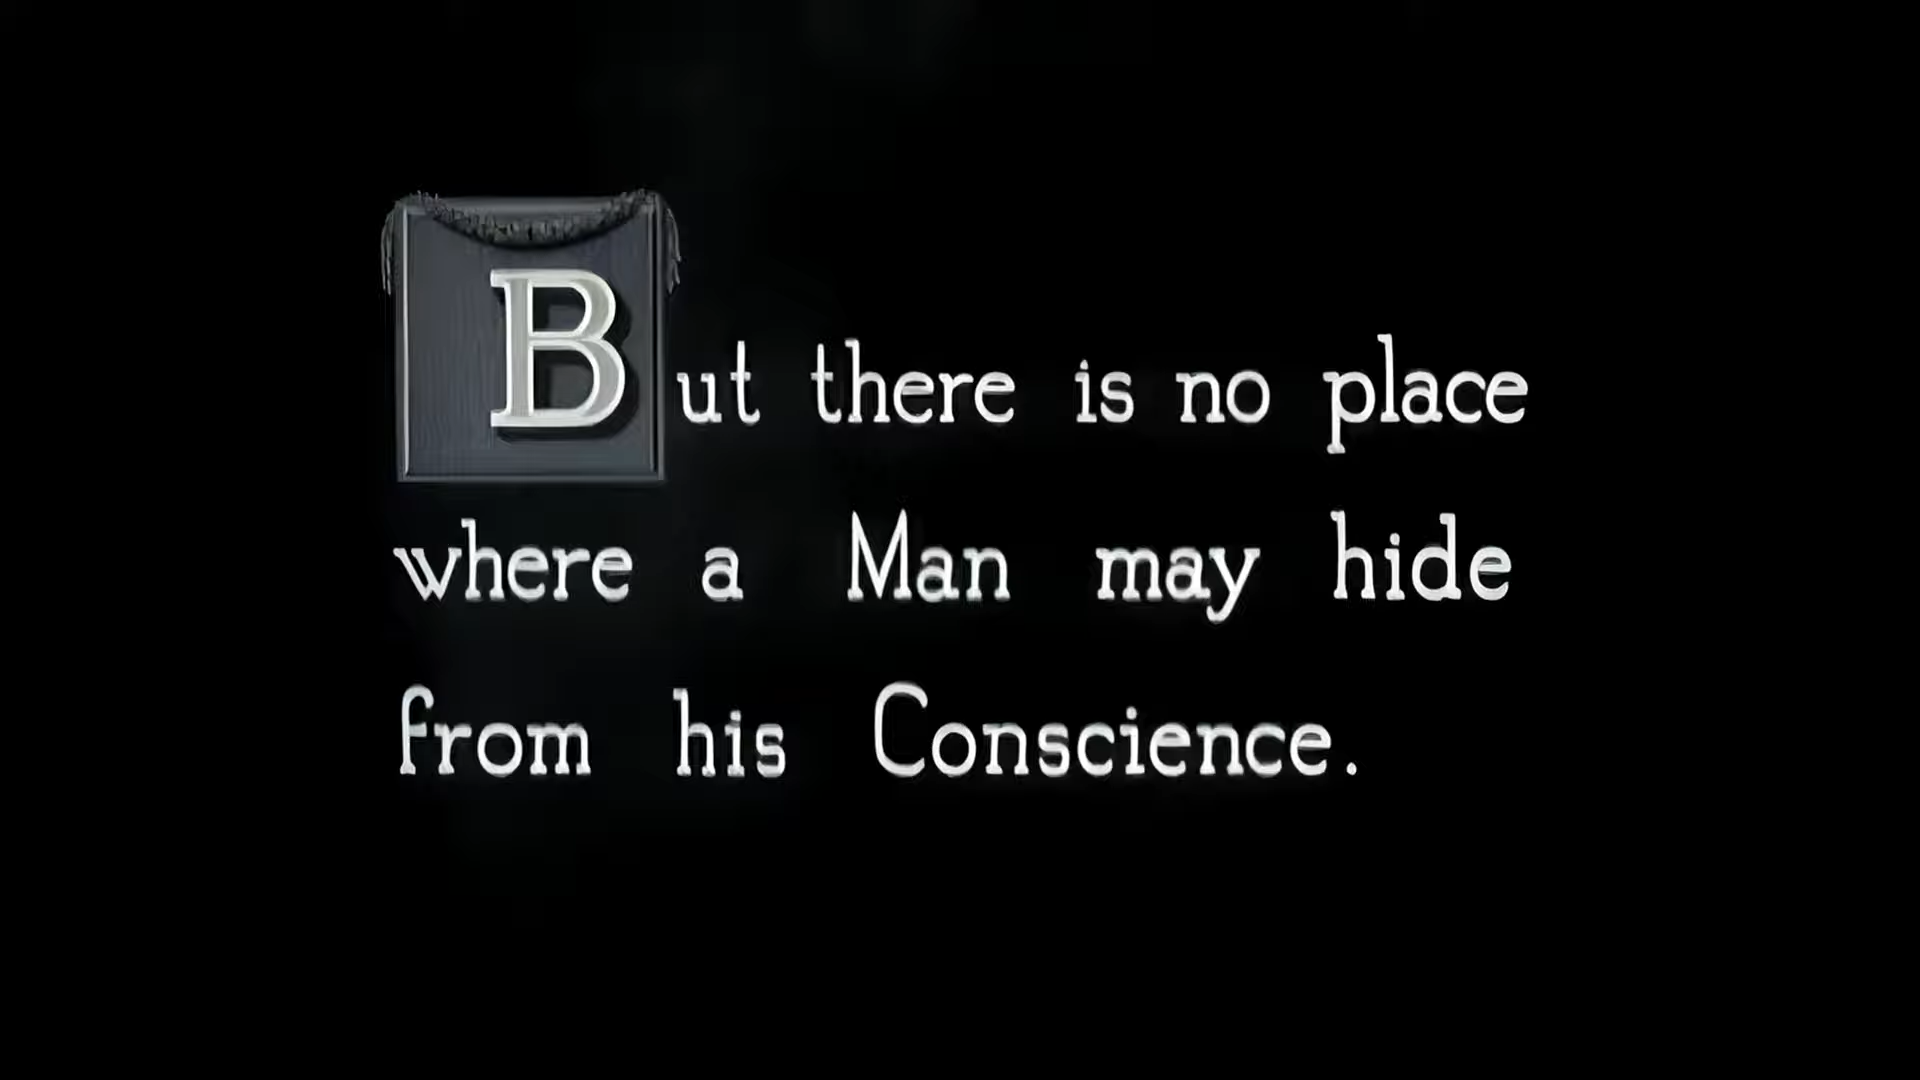 But there is no place
where a Man may hide
from his Conscience.